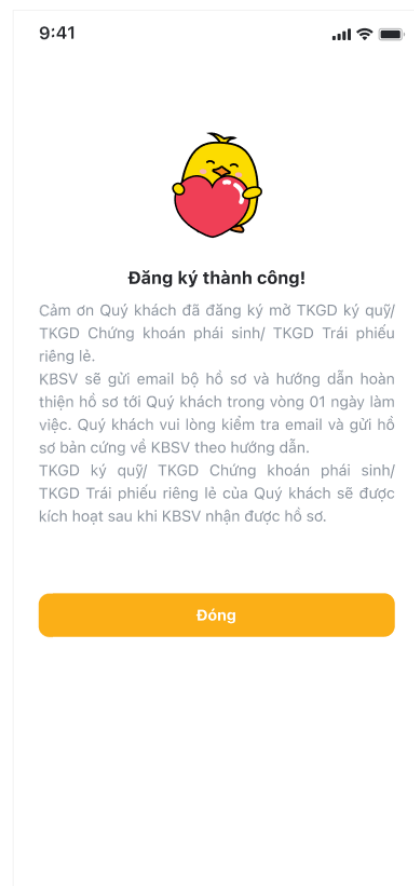 9:41
Đăng ký thành công!
Cảm ơn Quý khách đã đăng ký mở TKGD ký quỹ/
TKGD Chứng khoán phái sinh/ TKGD Trái phiếu
riêng lẻ.
KBSV sẽ gửi email bộ hồ sơ và hướng dẫn hoàn
thiện hồ sơ tới Quý khách trong vòng 01 ngày làm
việc. Quý khách vui lòng kiểm tra email và gửi hồ
sơ bản cứng về KBSV theo hướng dẫn.
TKGD ký quỹ/ TKGD Chứng khoán phái sinh/
TKGD Trái phiếu riêng lẻ của Quý khách sẽ được
kích hoạt sau khi KBSV nhận được hồ sơ.
Đóng